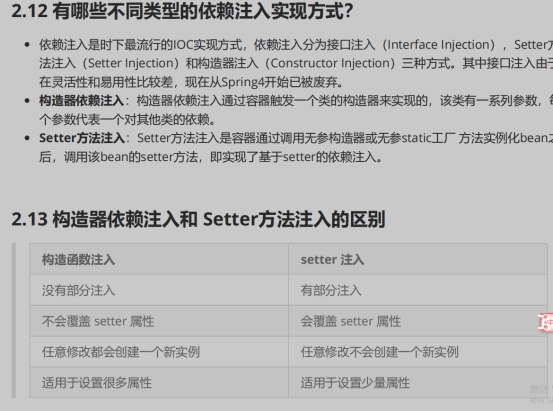 2.12 有哪些不同类型的依赖注入实现方式？
依赖注入是时下最流行的IOC实现方式，依赖注入分为接口注入（Interface Injection），Setter方
法注入（Setter Injection）和构造器注入（Constructor Injection）三种方式。其中接口注入由于
在灵活性和易用性比较差，现在从Spring4开始已被废弃。
构造器依赖注入：构造器依赖注入通过容器触发一个类的构造器来实现的，该类有一系列参数，每
个参数代表一个对其他类的依赖。
Setter方法注入：Setter方法注入是容器通过调用无参构造器或无参static工厂 方法实例化bean之
后，调用该bean的setter方法，即实现了基于setter的依赖注入。
2.13 构造器依赖注入和 Setter方法注入的区别
构造函数注入 setter 注入
没有部分注入 有部分注入
不会覆盖 setter 属性 会覆盖 setter 属性
任意修改都会创建一个新实例 任意修改不会创建一个新实例
适用于设置很多属性 适用于设置少量属性